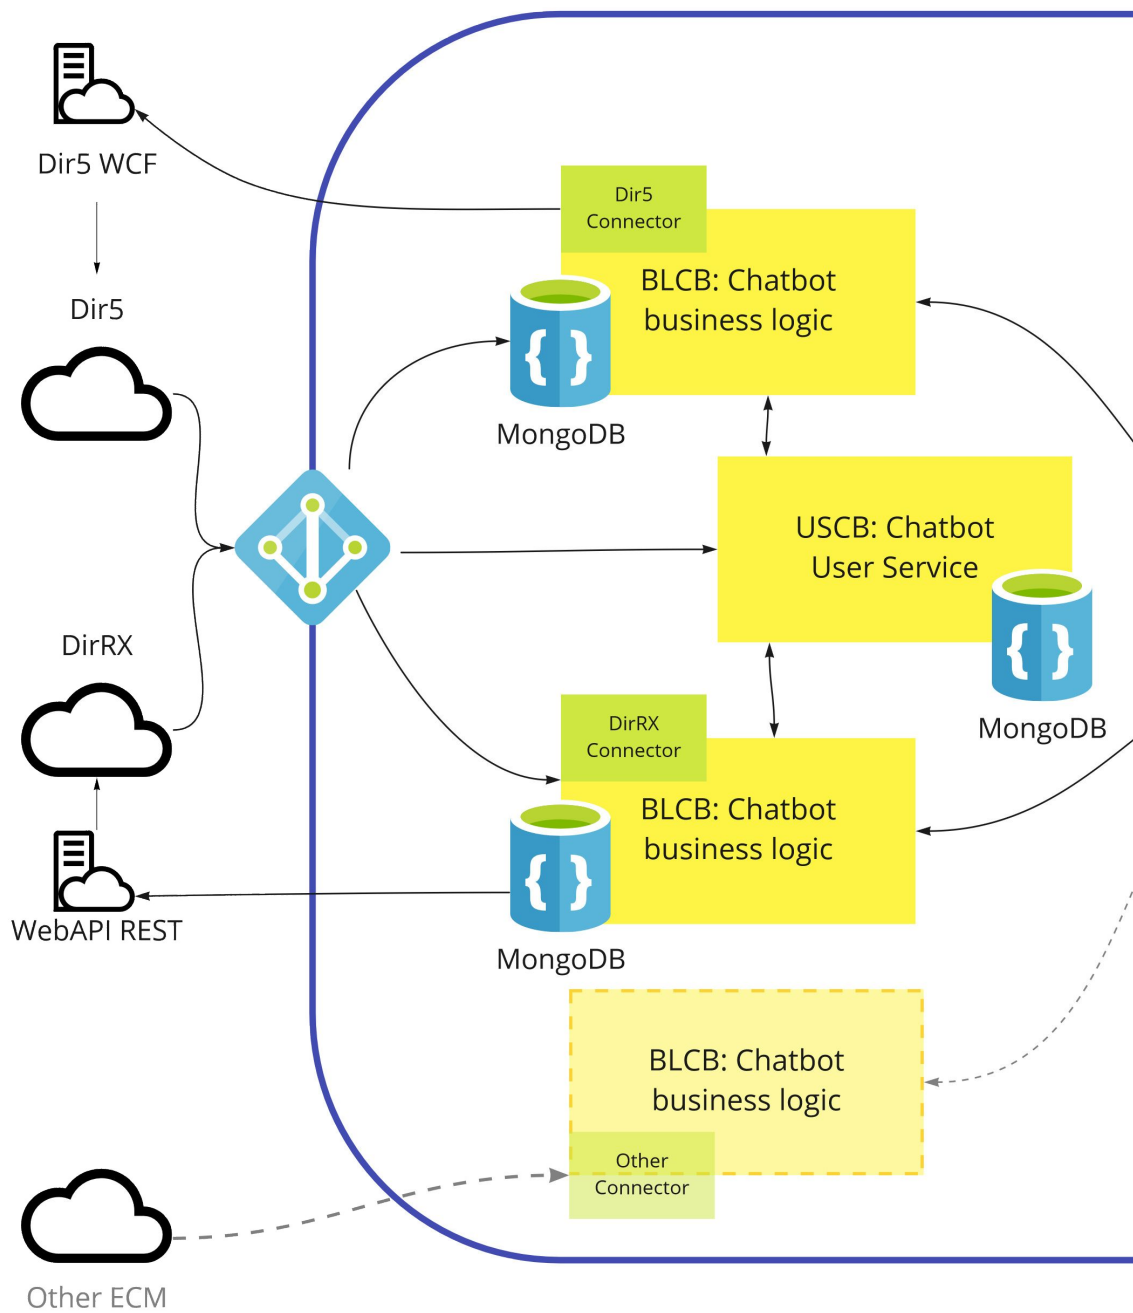 Dir5 WCF
Dir5
Connector
BLCB: Chatbot
business logic
Dir5
MongoDB
USCB: Chatbot
User Service
MongoDB
DirRX
DirRX
Connector
BLCB: Chatbot
business logic
WebAPI REST
MongoDB
BLCB: Chatbot
business logic
Other
Connector
Other ECM